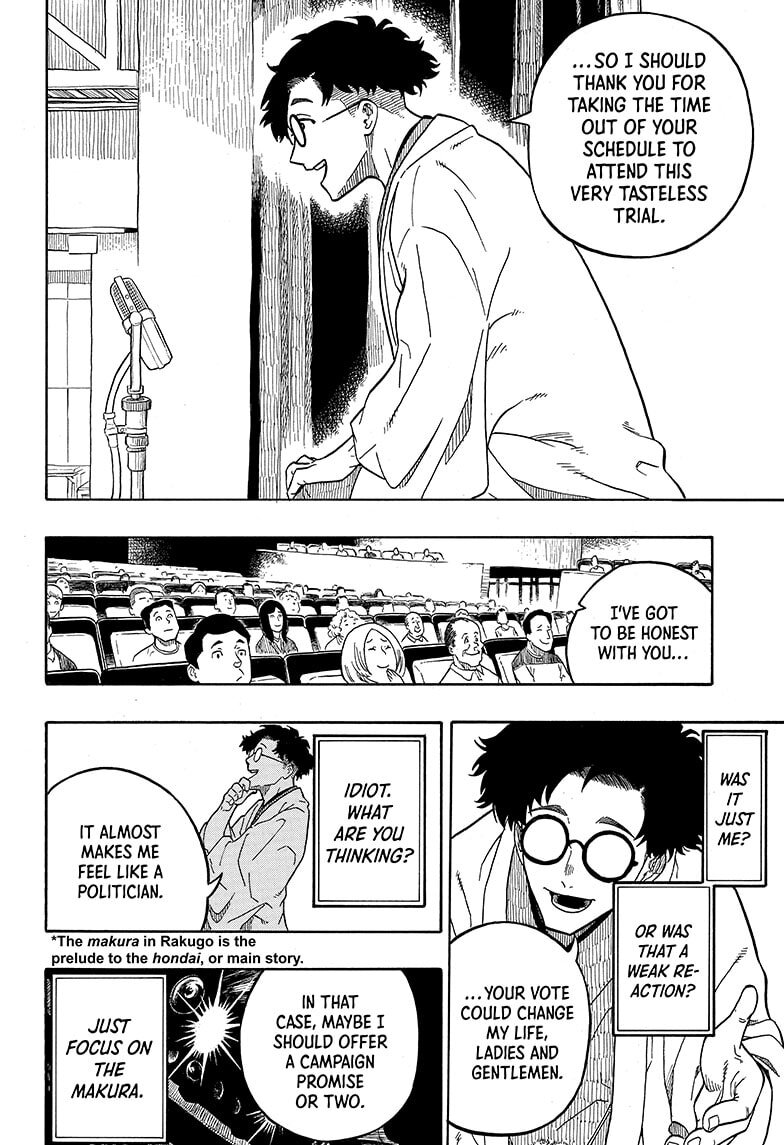 ...SO I SHOULD
THANK YOU FOR
TAKING THE TIME
OUT OF YOUR
SCHEDULE TO
ATTEND THIS
VERY TASTELESS
TRIAL.
I'VE GOT
TO BE HONEST
WITH YOU...
WAS
IT
JUST
ME?
OR WAS
THAT A
WEAK RE-
ACTION?
...YOUR VOTE
COULD CHANGE
MY LIFE,
LADIES AND
GENTLEMEN.
IDIOT.
WHAT
ARE YOU
THINKING?
IT ALMOST
MAKES ME
FEEL LIKE A
POLITICIAN.
*The makura in Rakugo is the
prelude to the hondai, or main story.
IN THAT
CASE, MAYBE I
SHOULD OFFER
A CAMPAIGN
PROMISE
OR TWO.
JUST
FOCUS ON
THE
MAKURA.